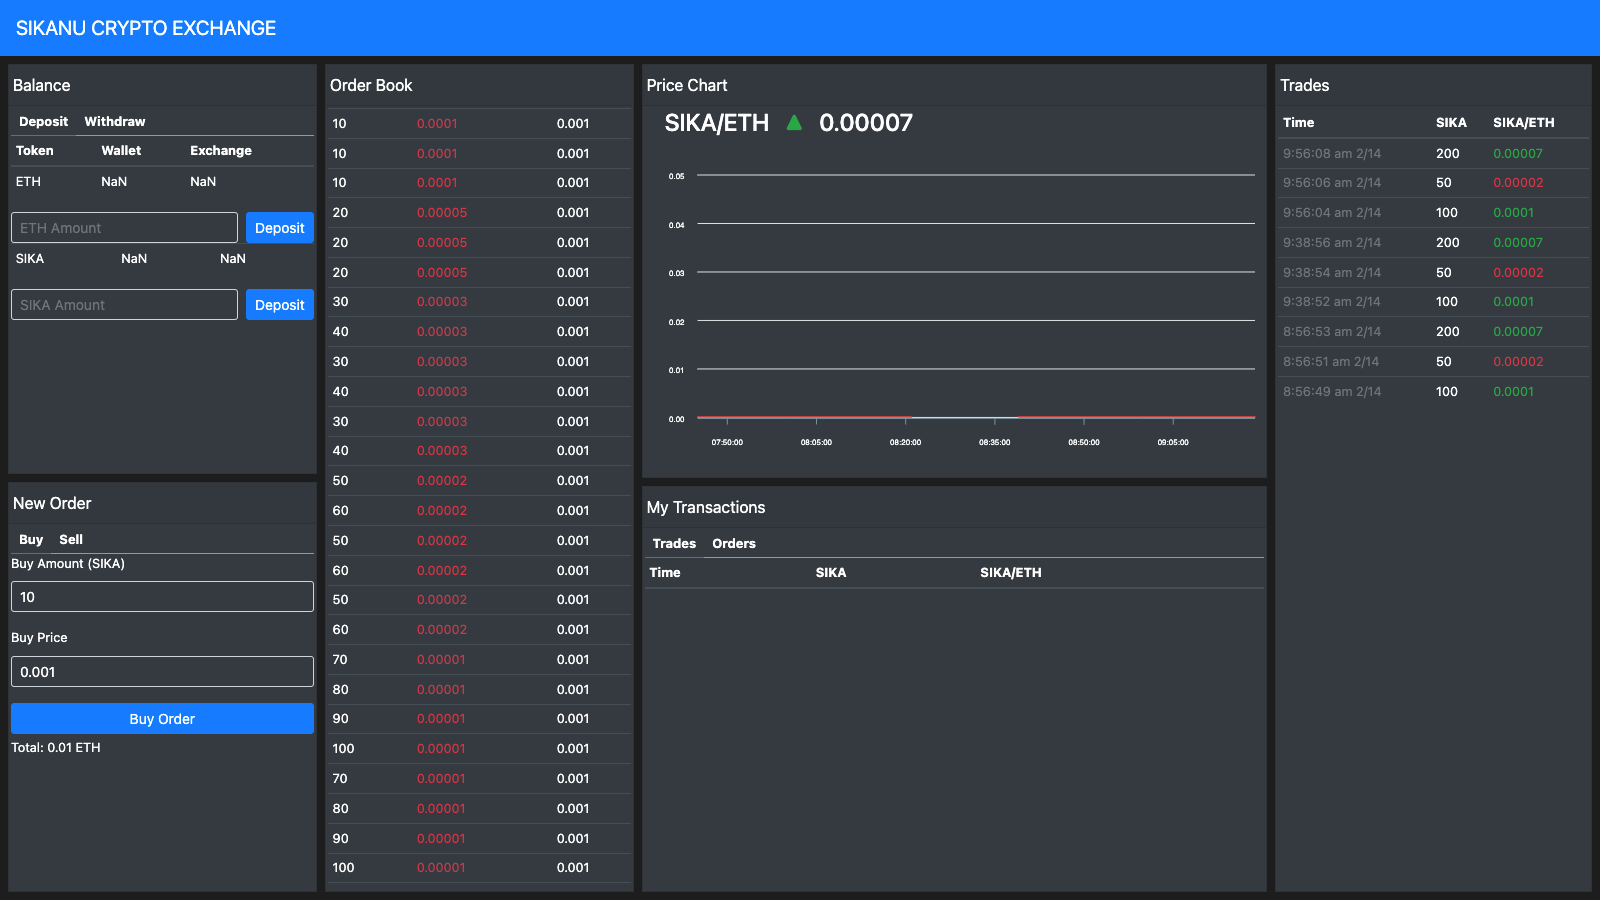 SIKANU CRYPTO EXCHANGE
Balance
Deposit Withdraw
Token Wallet Exchange
ETH NaN NaN
ETH Amount Deposit
SIKA NaN NaN
SIKA Amount Deposit
New Order
Buy Sell
Buy Amount (SIKA)
10
Buy Price
0.001
Buy Order
Total: 0.01 ETH
Order Book
10 0.0001 0.001
10 0.0001 0.001
10 0.0001 0.001
20 0.00005 0.001
20 0.00005 0.001
20 0.00005 0.001
30 0.00003 0.001
40 0.00003 0.001
30 0.00003 0.001
40 0.00003 0.001
30 0.00003 0.001
40 0.00003 0.001
50 0.00002 0.001
60 0.00002 0.001
50 0.00002 0.001
60 0.00002 0.001
50 0.00002 0.001
60 0.00002 0.001
70 0.00001 0.001
80 0.00001 0.001
90 0.00001 0.001
100 0.00001 0.001
70 0.00001 0.001
80 0.00001 0.001
90 0.00001 0.001
100 0.00001 0.001
Price Chart
SIKA/ETH ▲ 0.00007
0.05
0.04
0.03
0.02
0.01
0.00
07:50:00 08:05:00 08:20:00 08:35:00 08:50:00 09:05:00
My Transactions
Trades Orders
Time SIKA SIKA/ETH
Trades
Time SIKA SIKA/ETH
9:56:08 am 2/14 200 0.00007
9:56:06 am 2/14 50 0.00002
9:56:04 am 2/14 100 0.0001
9:38:56 am 2/14 200 0.00007
9:38:54 am 2/14 50 0.00002
9:38:52 am 2/14 100 0.0001
8:56:53 am 2/14 200 0.00007
8:56:51 am 2/14 50 0.00002
8:56:49 am 2/14 100 0.0001